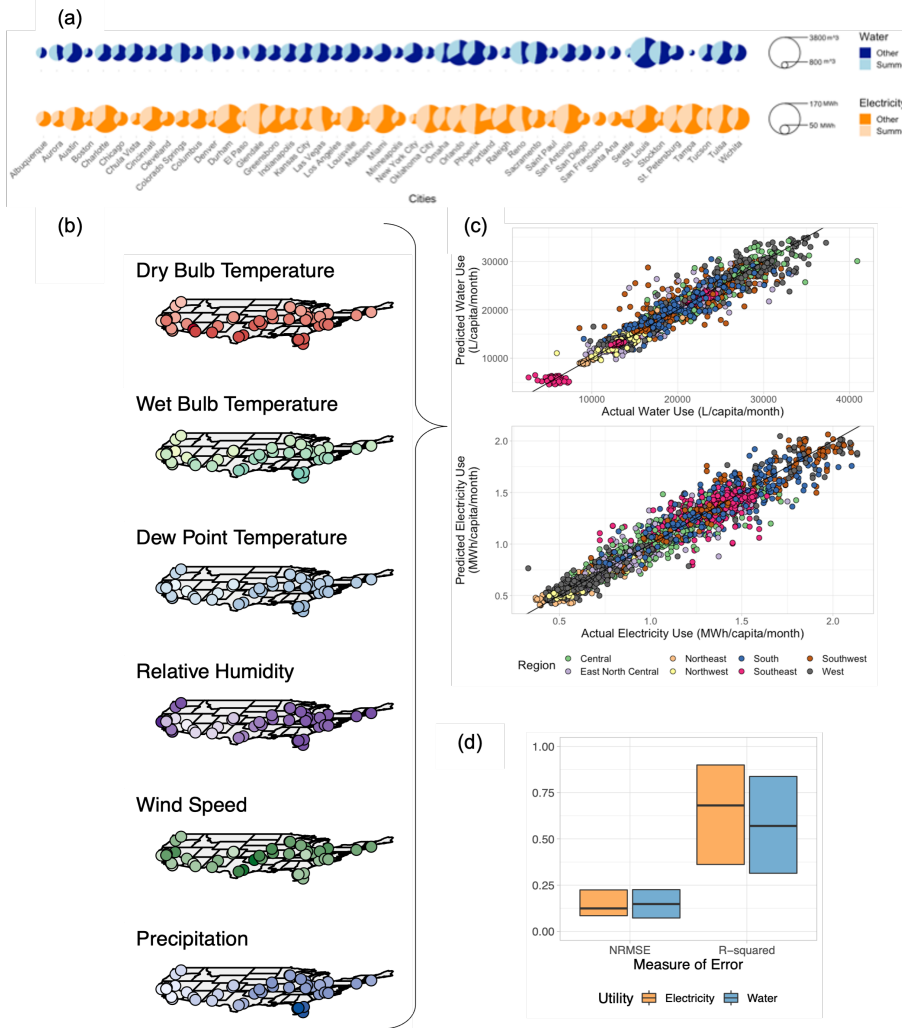 (a)
3800 m^3
800 m^3
Water
Other
Summ
170 MWh
50 MWh
Electricity
Other
Summ
Albuquerque
Aurora
Austin
Boston
Charlotte
Chicago
Chula Vista
Cincinnati
Cleveland
Colorado Springs
Columbus
Denver
Durham
El Paso
Glendale
Greensboro
Indianapolis
Kansas City
Las Vegas
Los Angeles
Louisville
Madison
Miami
Minneapolis
New York City
Oklahoma City
Omaha
Orlando
Phoenix
Portland
Raleigh
Reno
Sacramento
Saint Paul
San Antonio
San Diego
San Francisco
Santa Ana
Seattle
St. Louis
Stockton
St. Petersburg
Tampa
Tucson
Tulsa
Wichita
Cities
(b)
Dry Bulb Temperature
Wet Bulb Temperature
Dew Point Temperature
Relative Humidity
Wind Speed
Precipitation
(c)
Predicted Water Use
(L/capita/month)
30000
20000
10000
10000 20000 30000 40000
Actual Water Use (L/capita/month)
Predicted Electricity Use
(MWh/capita/month)
2.0
1.5
1.0
0.5
0.5 1.0 1.5 2.0
Actual Electricity Use (MWh/capita/month)
Region
Central Northeast South Southwest
East North Central Northwest Southeast West
(d)
1.00
0.75
0.50
0.25
0.00
NRMSE R-squared
Measure of Error
Utility Electricity Water